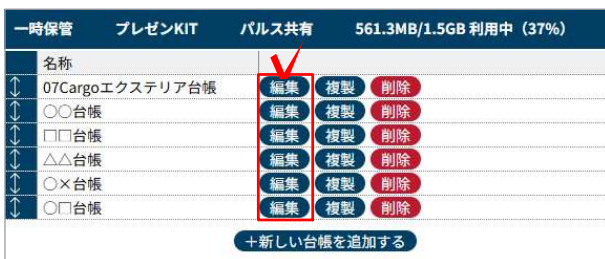 一時保管 プレゼンKIT パルス共有 561.3MB/1.5GB 利用中（37%）
名称
07Cargoエクステリア台帳 編集 複製 削除
○○台帳 編集 複製 削除
□□台帳 編集 複製 削除
△△台帳 編集 複製 削除
○×台帳 編集 複製 削除
○□台帳 編集 複製 削除
＋新しい台帳を追加する